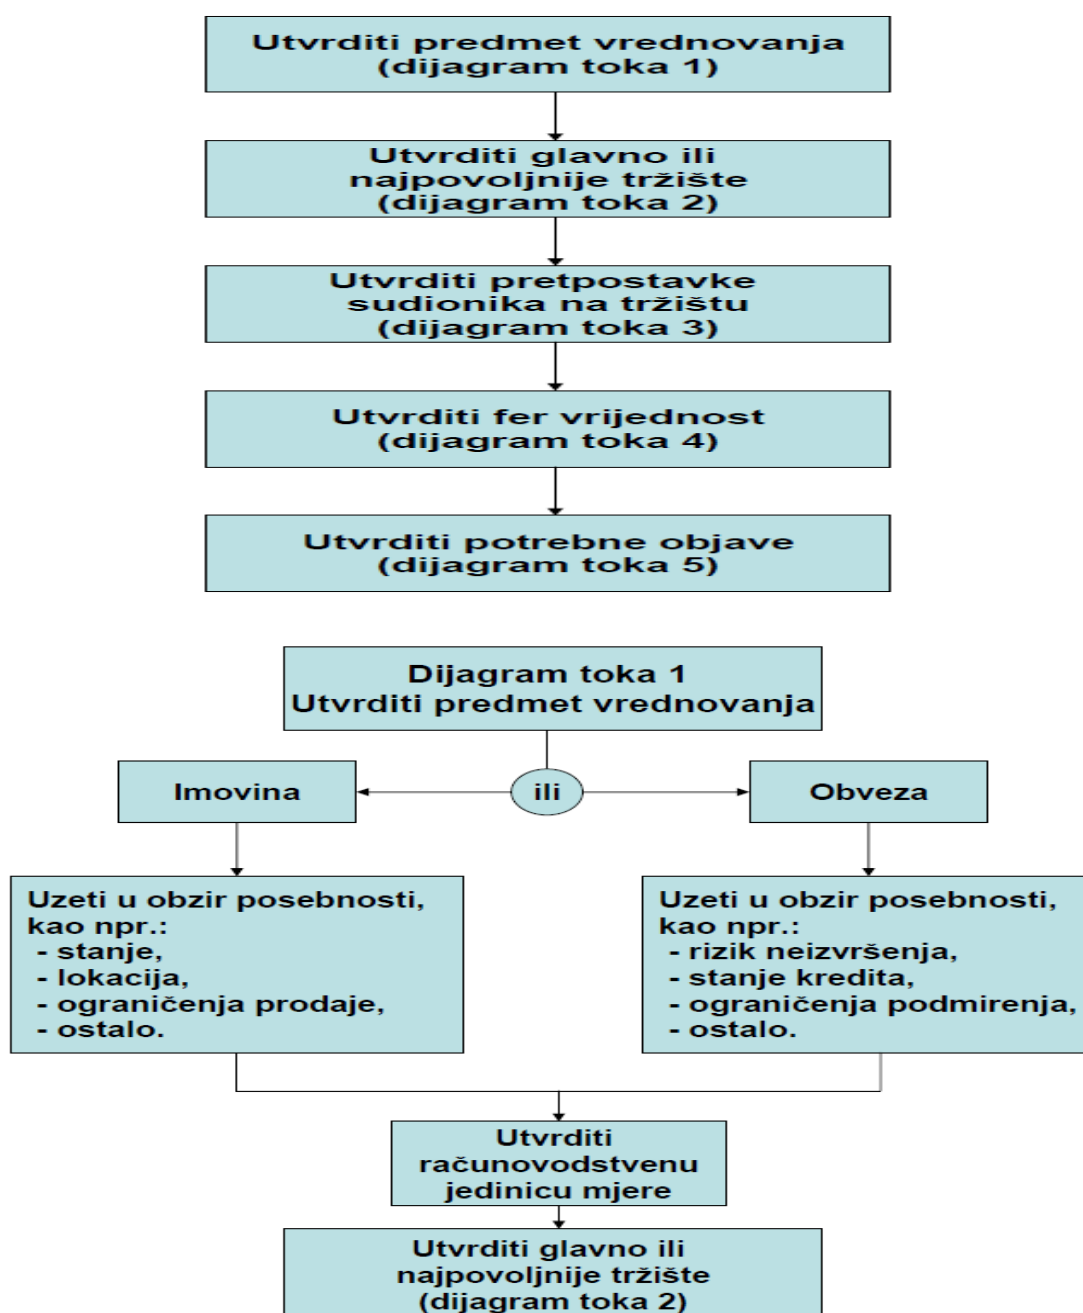 Utvrditi predmet vrednovanja
(dijagram toka 1)
Utvrditi glavno ili
najpovoljnije tržište
(dijagram toka 2)
Utvrditi pretpostavke
sudionika na tržištu
(dijagram toka 3)
Utvrditi fer vrijednost
(dijagram toka 4)
Utvrditi potrebne objave
(dijagram toka 5)
Dijagram toka 1
Utvrditi predmet vrednovanja
Imovina
ili
Obveza
Uzeti u obzir posebnosti,
kao npr.:
- stanje,
- lokacija,
- ograničenja prodaje,
- ostalo.
Uzeti u obzir posebnosti,
kao npr.:
- rizik neizvršenja,
- stanje kredita,
- ograničenja podmirenja,
- ostalo.
Utvrditi
računovodstvenu
jedinicu mjere
Utvrditi glavno ili
najpovoljnije tržište
(dijagram toka 2)